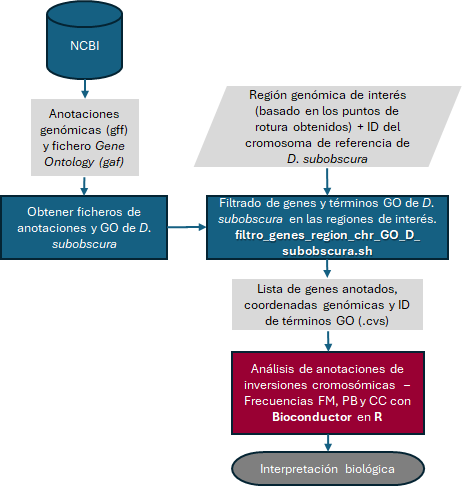 NCBI
Anotaciones
genómicas (gff)
y fichero Gene
Ontology (gaf)
Región genómica de interés
(basado en los puntos de
rotura obtenidos) + ID del
cromosoma de referencia de
D. subobscura
Obtener ficheros de
anotaciones y GO de D.
subobscura
Filtrado de genes y términos GO de D.
subobscura en las regiones de interés.
filtro_genes_region_chr_GO_D_
subobscura.sh
Lista de genes anotados,
coordenadas genómicas y ID
de términos GO (.cvs)
Análisis de anotaciones de
inversiones cromosómicas –
Frecuencias FM, PB y CC con
Bioconductor en R
Interpretación biológica